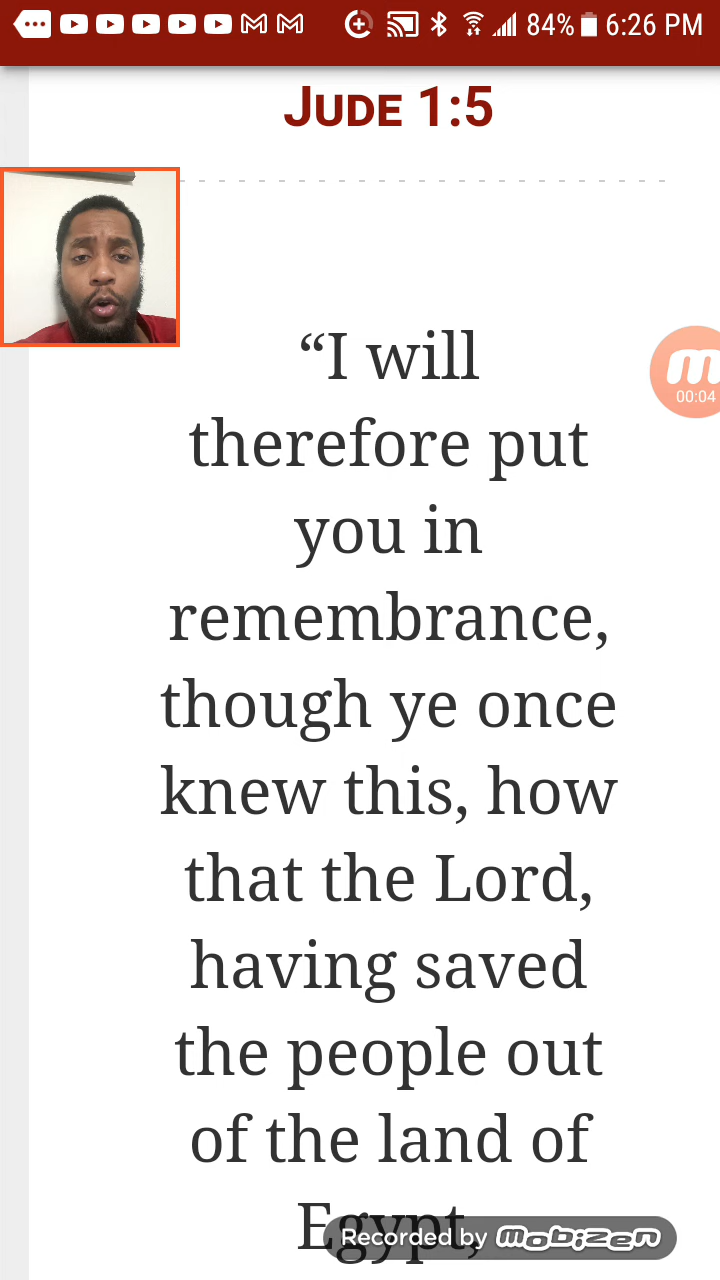 84% 6:26 PM
JUDE 1:5
“I will
therefore put
you in
remembrance,
though ye once
knew this, how
that the Lord,
having saved
the people out
of the land of
Egypt,
00:04
Recorded by mobizen